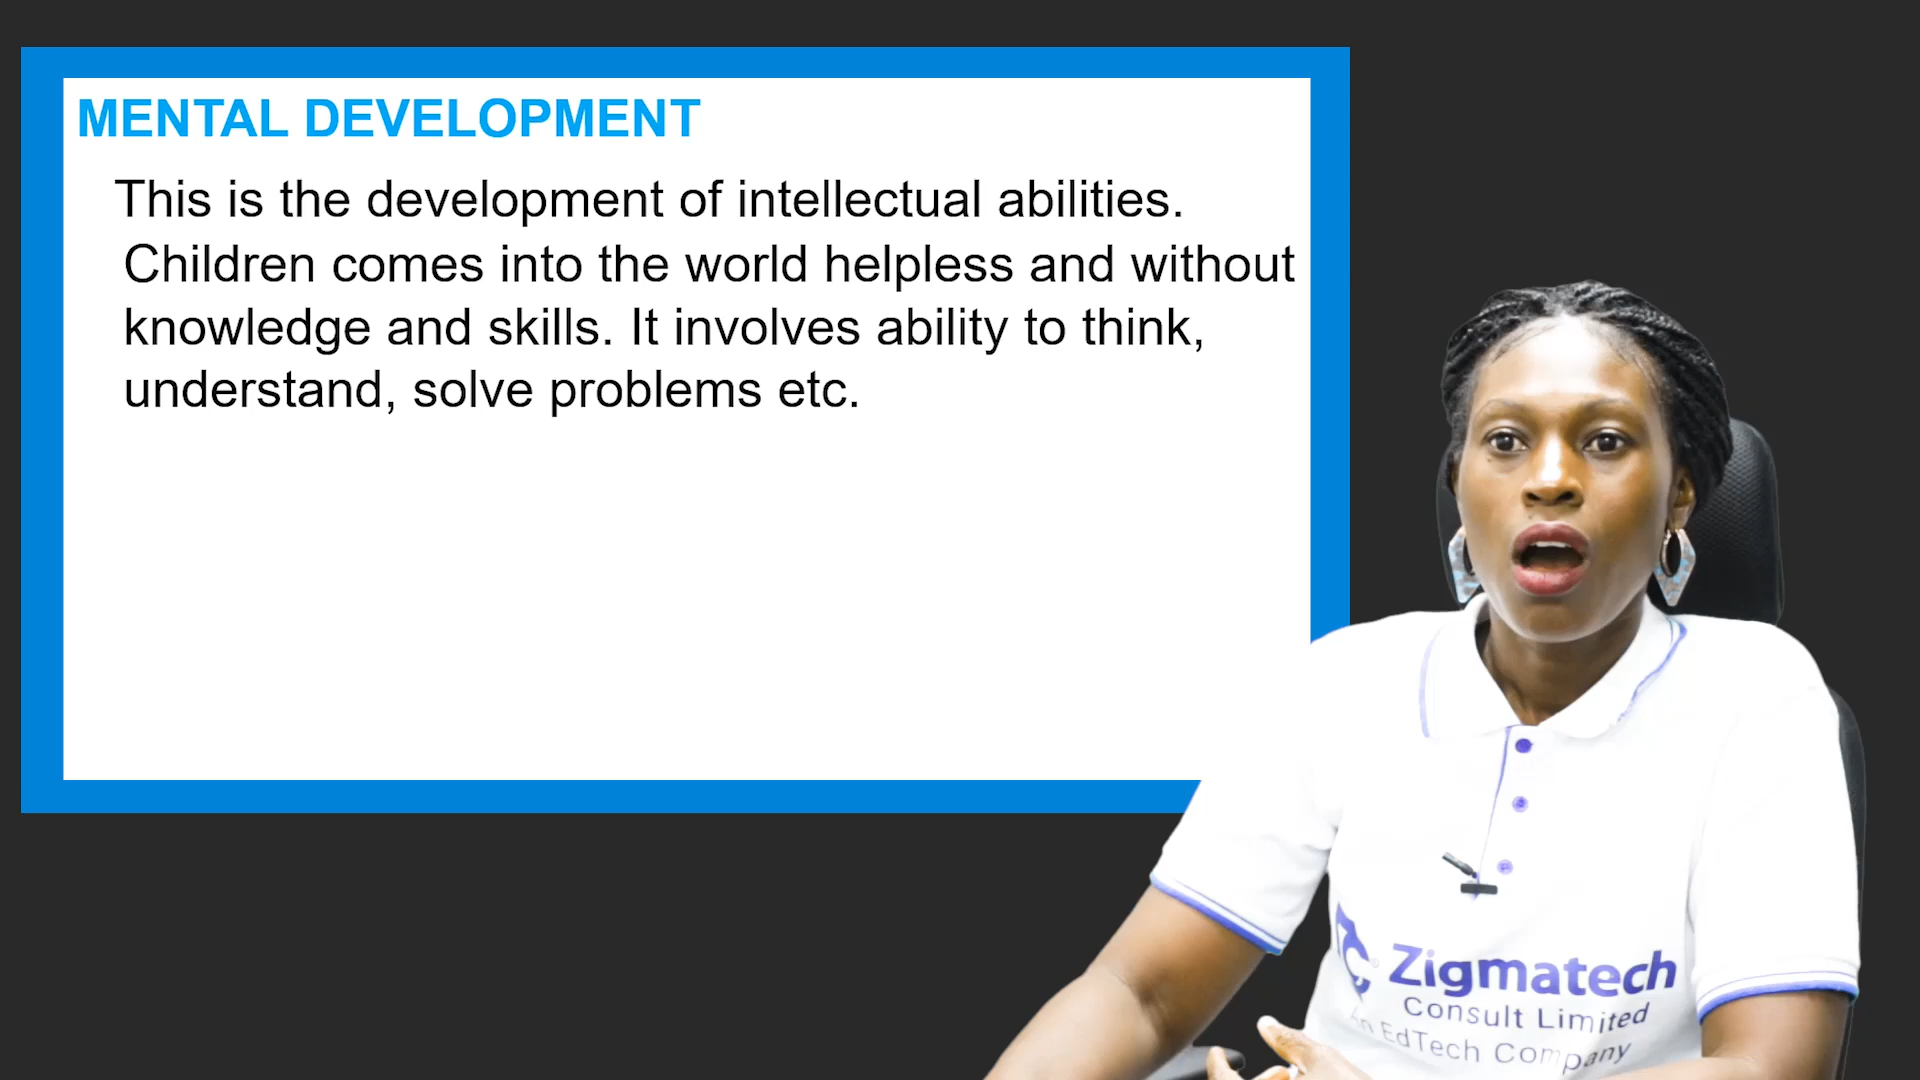 MENTAL DEVELOPMENT
This is the development of intellectual abilities.
Children comes into the world helpless and without
knowledge and skills. It involves ability to think,
understand, solve problems etc.
Zigmatech
Consult Limited
An EdTech Company